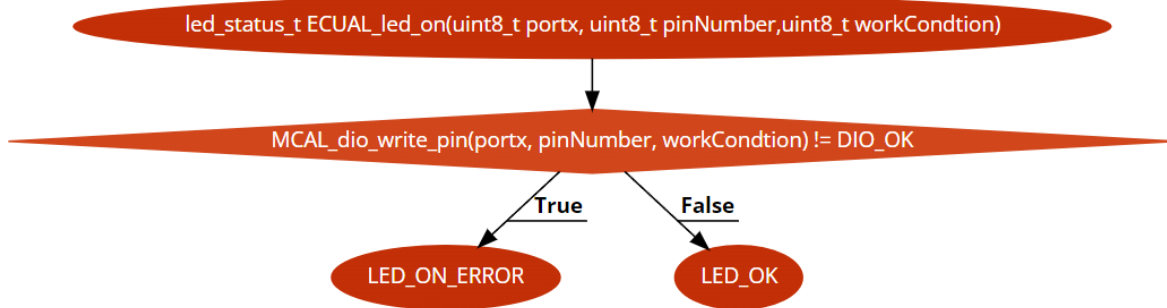 led_status_t ECUAL_led_on(uint8_t portx, uint8_t pinNumber,uint8_t workCondtion)
MCAL_dio_write_pin(portx, pinNumber, workCondtion) != DIO_OK
True
False
LED_ON_ERROR
LED_OK